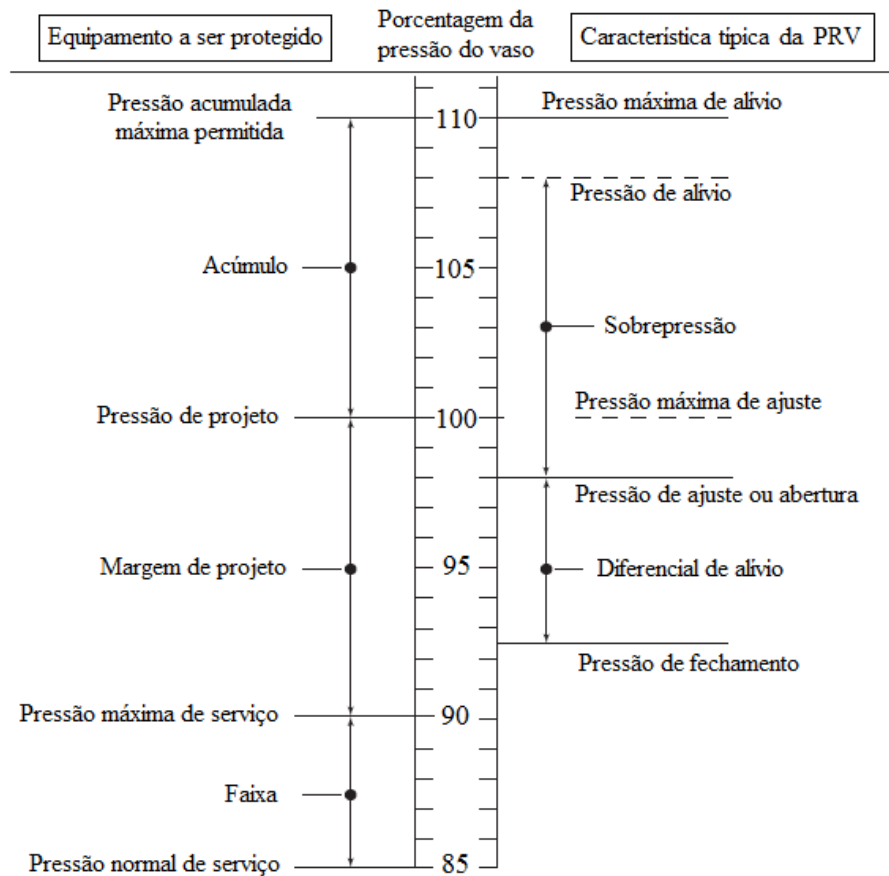 Equipamento a ser protegido
Porcentagem da
pressão do vaso
Característica típica da PRV
Pressão acumulada
máxima permitida
110
Pressão máxima de alívio
Pressão de alívio
Acúmulo
105
Sobrepressão
Pressão máxima de ajuste
Pressão de projeto
100
Pressão de ajuste ou abertura
Margem de projeto
95
Diferencial de alívio
Pressão de fechamento
Pressão máxima de serviço
90
Faixa
Pressão normal de serviço
85